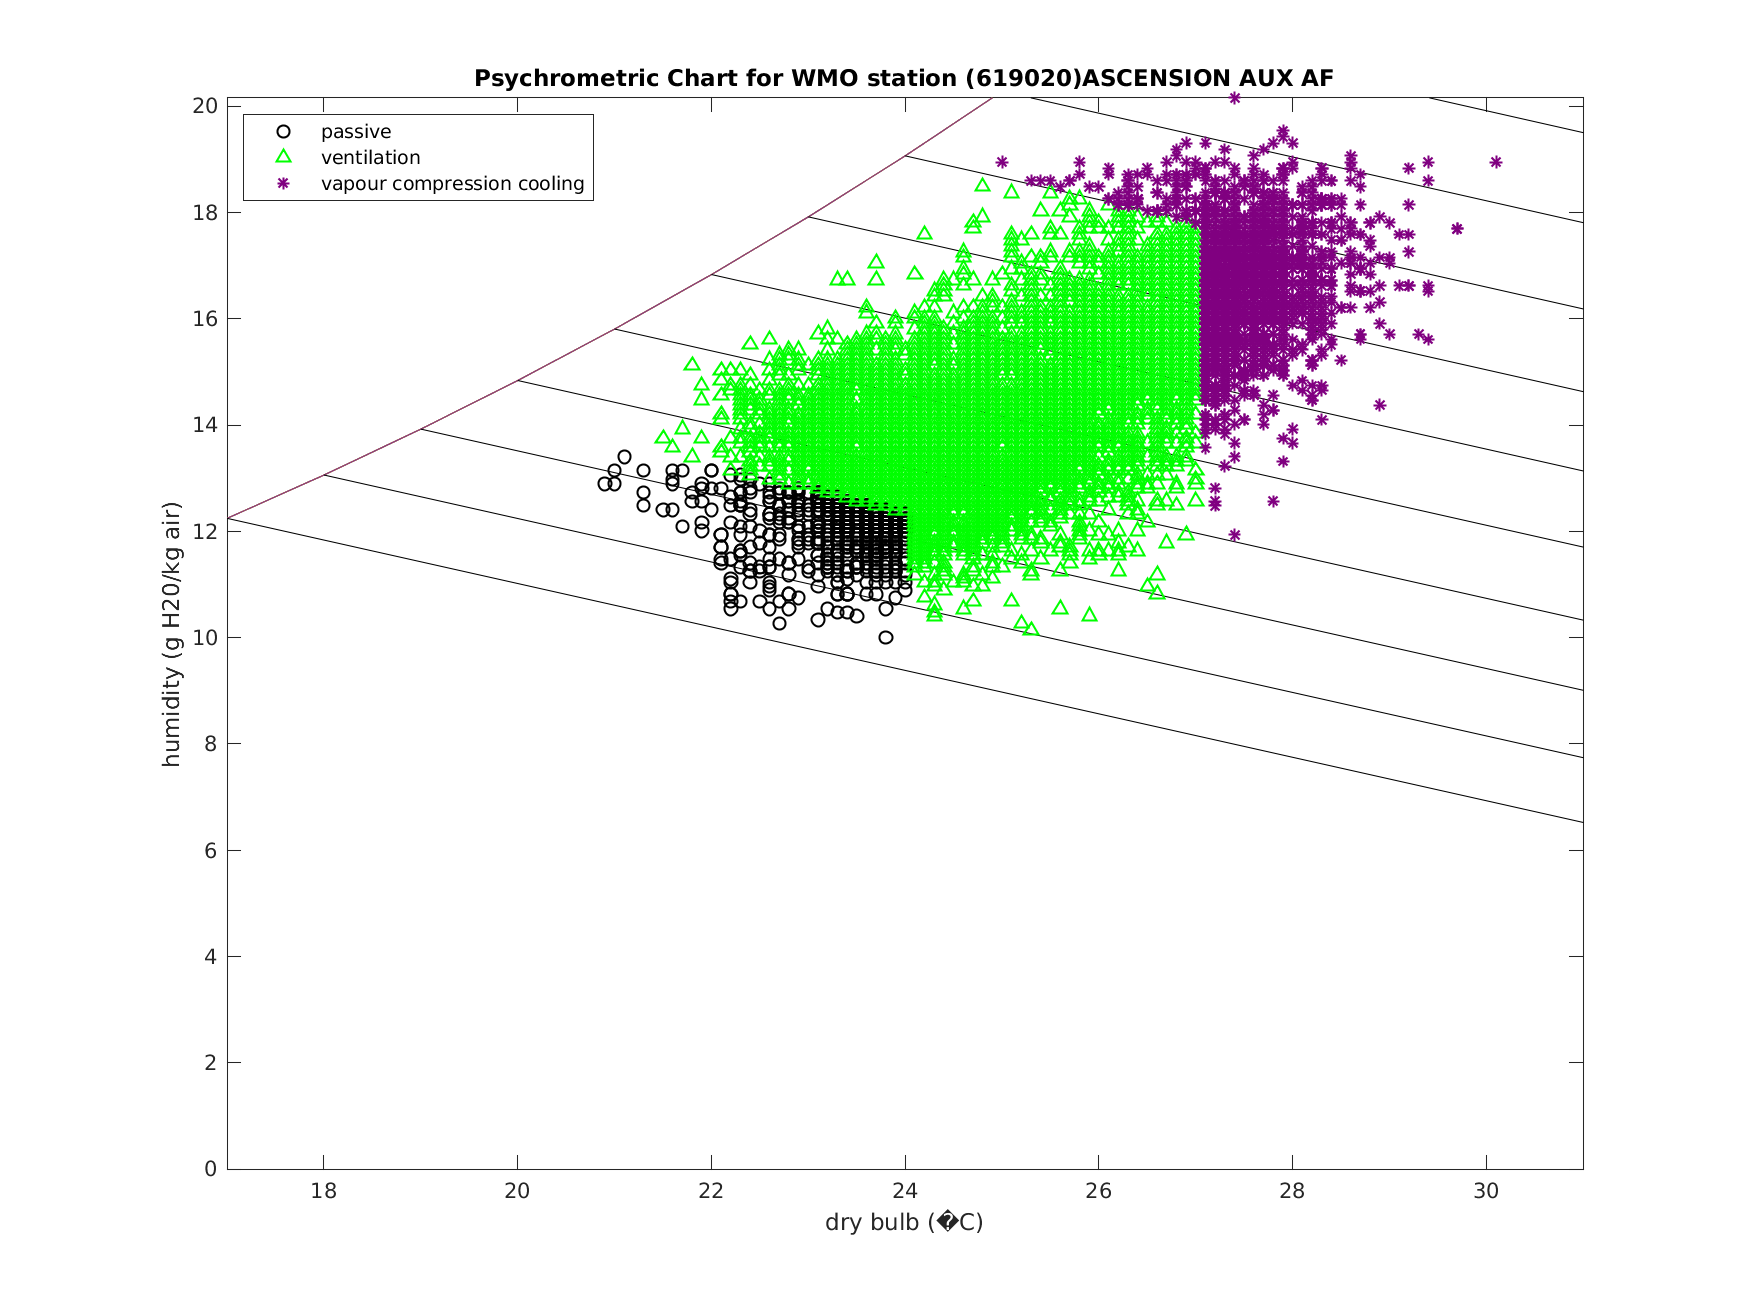 Psychrometric Chart for WMO station (619020)ASCENSION AUX AF
passive
ventilation
vapour compression cooling
20
18
16
14
12
10
8
6
4
2
0
humidity (g H20/kg air)
18 20 22 24 26 28 30
dry bulb (�C)